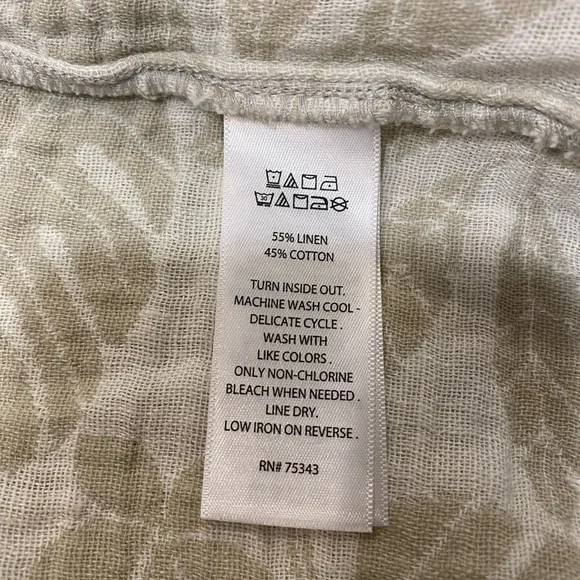 30
55% LINEN
45% COTTON
TURN INSIDE OUT.
MACHINE WASH COOL -
DELICATE CYCLE .
WASH WITH
LIKE COLORS .
ONLY NON-CHLORINE
BLEACH WHEN NEEDED .
LINE DRY.
LOW IRON ON REVERSE .
RN# 75343